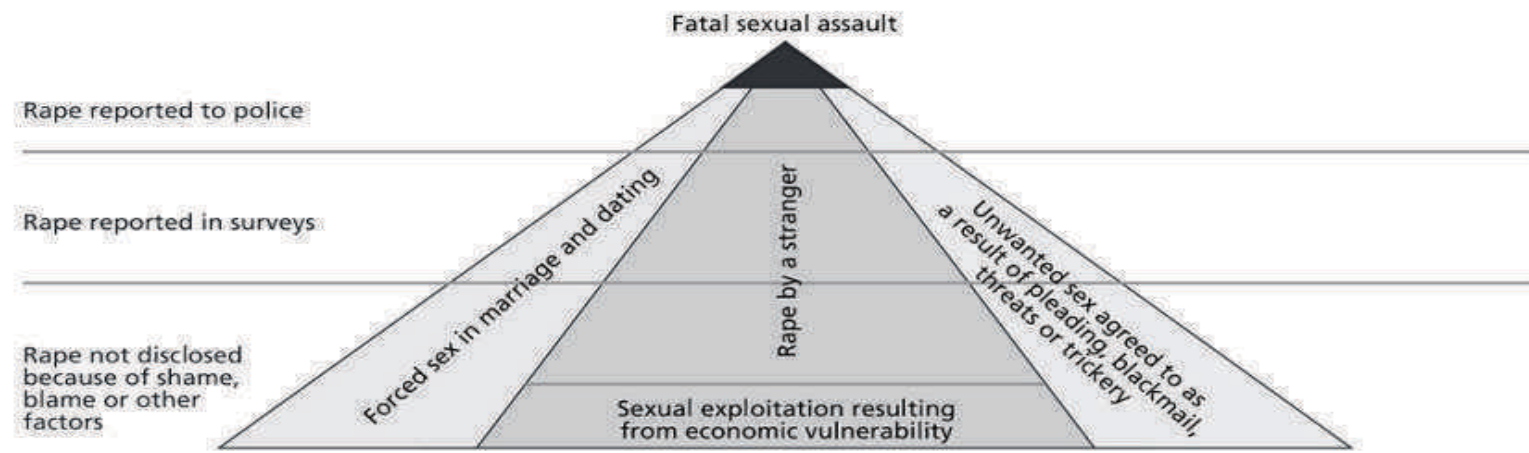 Fatal sexual assault
Rape reported to police
Rape reported in surveys
Rape not disclosed
because of shame,
blame or other
factors
Forced sex in marriage and dating
Rape by a stranger
Unwanted sex agreed to as
a result of pleading, blackmail,
threats or trickery
Sexual exploitation resulting
from economic vulnerability